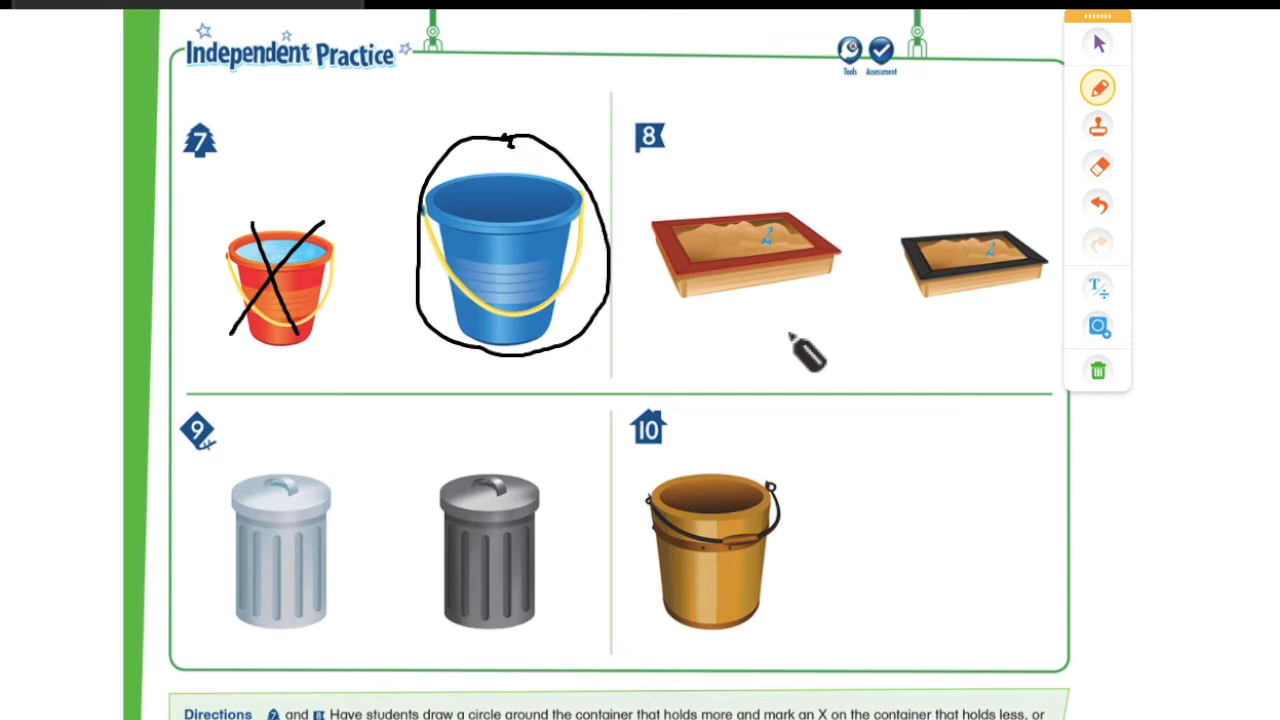 Independent Practice
Tools Assessment
7
8
9
10
T/÷
Directions 7 and 8 Have students draw a circle around the container that holds more and mark an X on the container that holds less, or